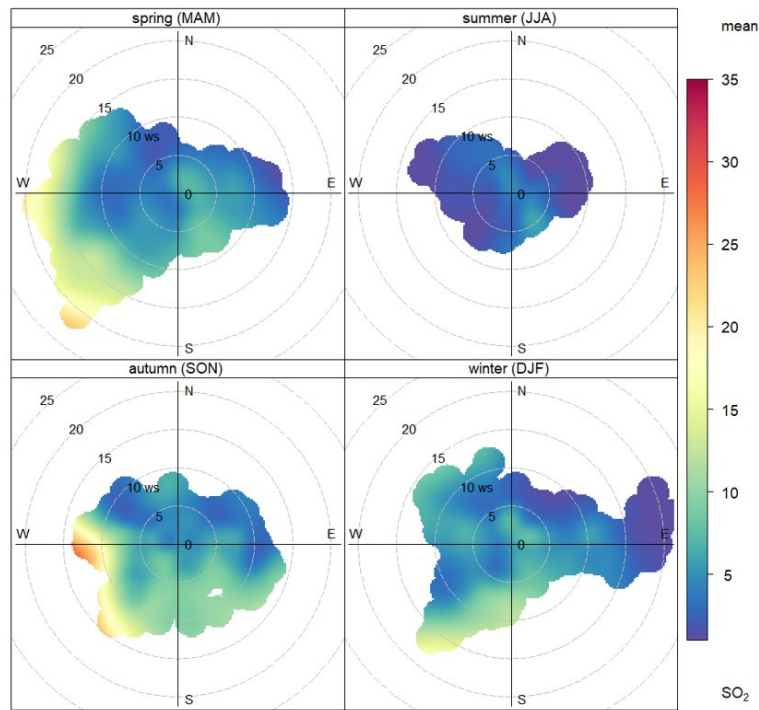 spring (MAM)
summer (JJA)
mean
N
25
20
15
10 ws
5
0
W
E
S
N
25
20
15
10 ws
5
0
W
E
S
autumn (SON)
winter (DJF)
N
25
20
15
10 ws
5
0
W
E
S
N
25
20
15
10 ws
5
0
W
E
S
35
30
25
20
15
10
5
SO₂